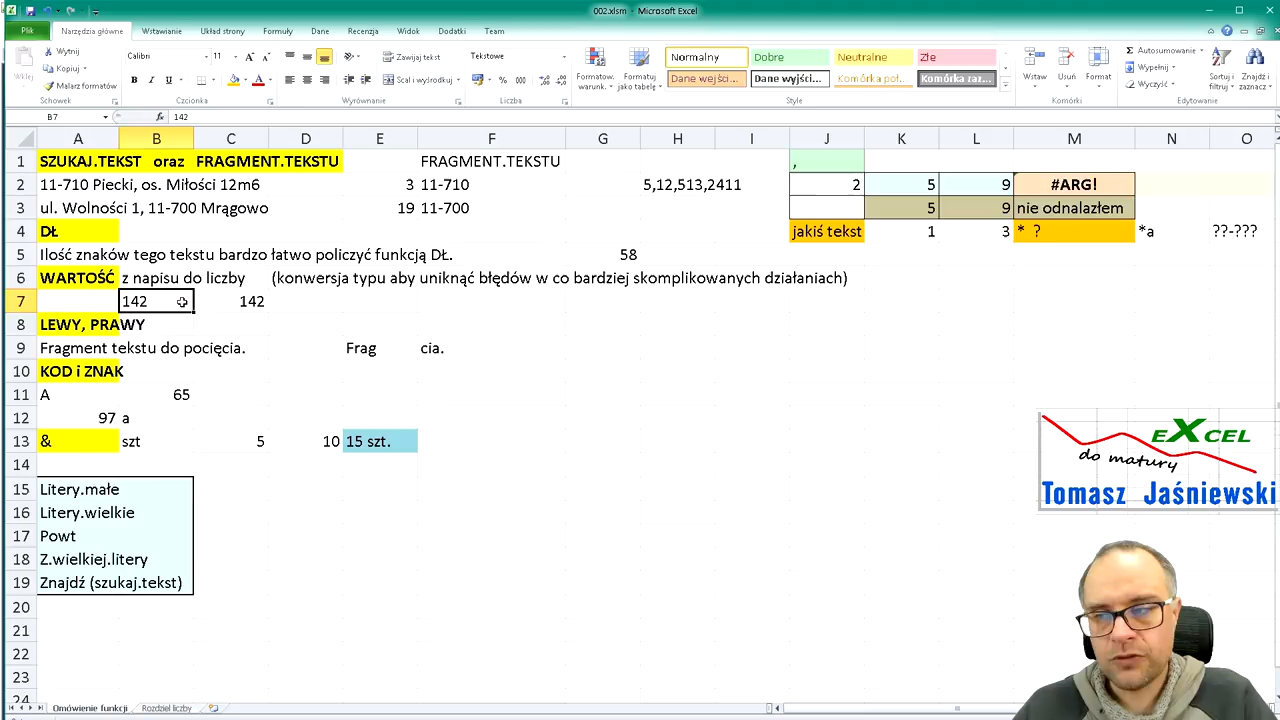 002.xlsm - Microsoft Excel
Plik Narzędzia główne Wstawianie Układ strony Formuły Dane Recenzja Widok Dodatki Team
Wklej
Wytnij
Kopiuj
Malarz formatów
Calibri 11
B I U
Zawijaj tekst
Scal i wyśrodkuj
Tekstowe
Formatow. warunk.
Formatuj jako tabelę
Normalny Dobre Neutralne Złe
Dane wejści... Dane wyjści... Komórka poł... Komórka zaz...
Wstaw Usuń Format
Autosumowanie
Wypełnij
Wyczyść
Sortuj i filtruj
Znajdź i zaznacz
Schowek Czcionka Wyrównanie Liczba Style Komórki Edytowanie
B7 fx 142
A B C D E F G H I J K L M N O
1 SZUKAJ.TEKST oraz FRAGMENT.TEKSTU FRAGMENT.TEKSTU ,
2 11-710 Piecki, os. Miłości 12m6 3 11-710 5,12,513,2411 2 5 9 #ARG!
3 ul. Wolności 1, 11-700 Mrągowo 19 11-700 5 9 nie odnalazłem
4 DŁ jakiś tekst 1 3 * ? *a ??-???
5 Ilość znaków tego tekstu bardzo łatwo policzyć funkcją DŁ. 58
6 WARTOŚĆ z napisu do liczby (konwersja typu aby uniknąć błędów w co bardziej skomplikowanych działaniach)
7 142 142
8 LEWY, PRAWY
9 Fragment tekstu do pocięcia. Frag cia.
10 KOD i ZNAK
11 A 65
12 97 a
13 & szt 5 10 15 szt.
14
15 Litery.małe
16 Litery.wielkie
17 Powt
18 Z.wielkiej.litery
19 Znajdź (szukaj.tekst)
20
21
22
23
24
EXCEL
do matury
Tomasz Jaśniewski
Omówienie funkcji Rozdziel liczby